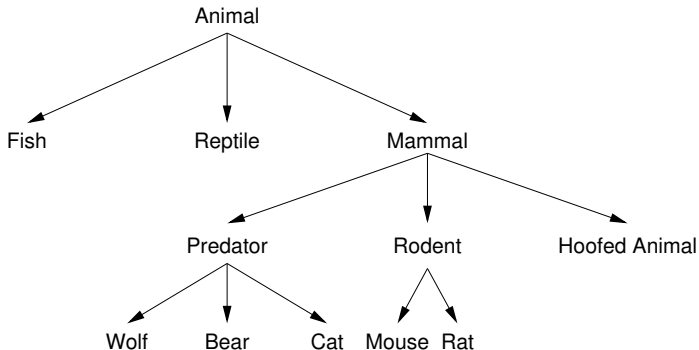 Animal
Fish Reptile Mammal
Predator Rodent Hoofed Animal
Wolf Bear Cat Mouse Rat